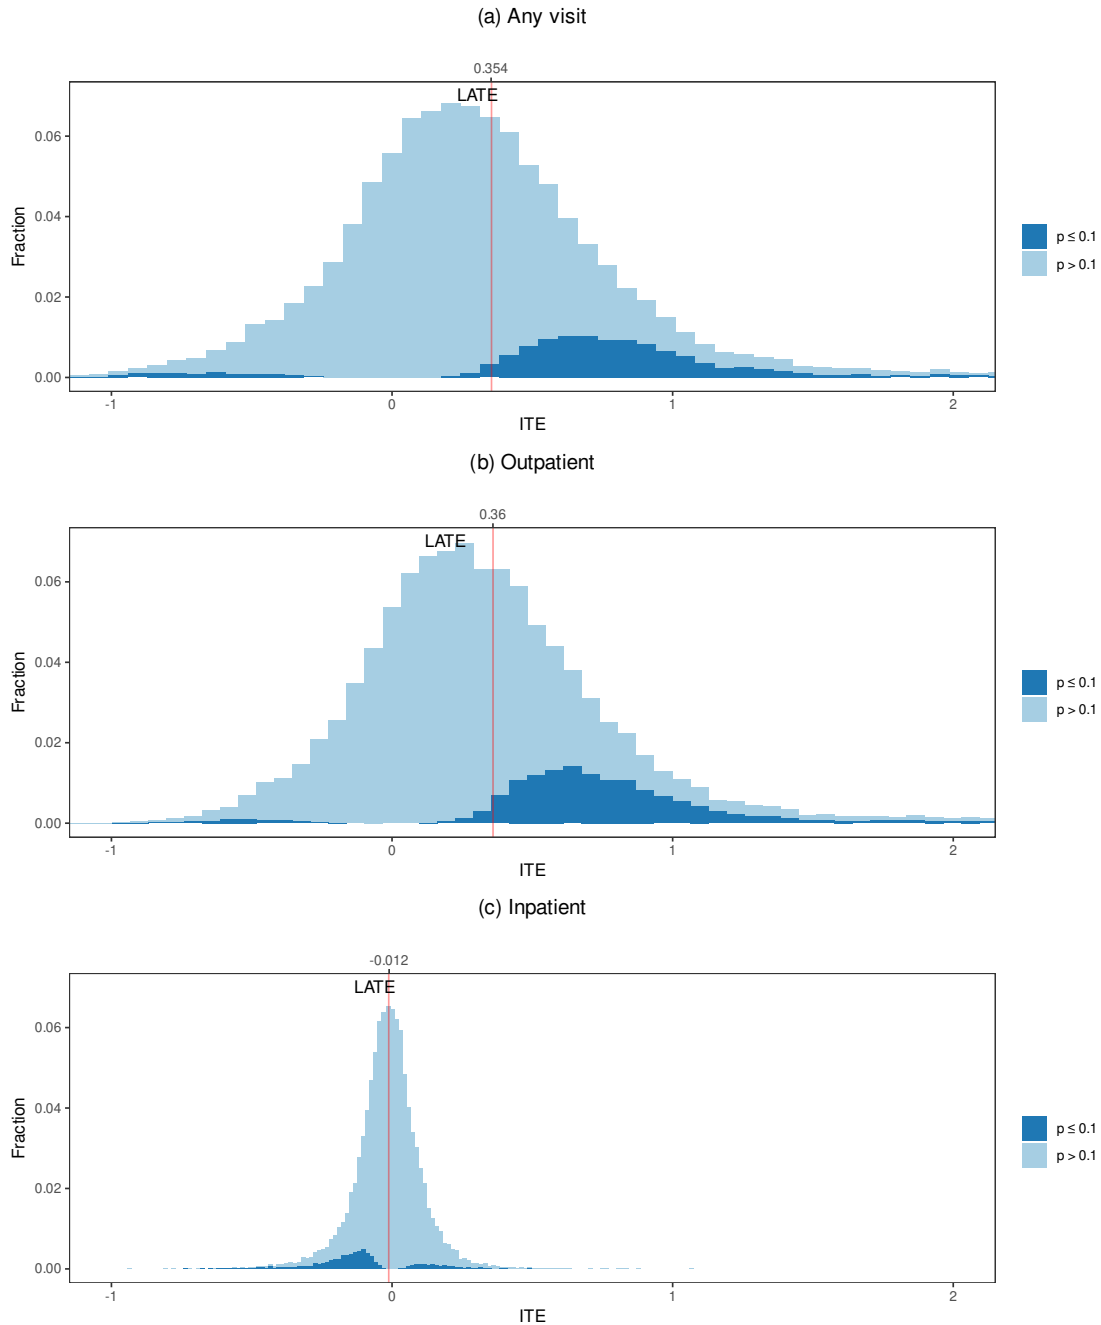 (a) Any visit
0.354
LATE
0.06
0.04
0.02
0.00
Fraction
-1 0 1 2
ITE
p ≤ 0.1
p > 0.1
(b) Outpatient
0.36
LATE
0.06
0.04
0.02
0.00
Fraction
-1 0 1 2
ITE
p ≤ 0.1
p > 0.1
(c) Inpatient
-0.012
LATE
0.06
0.04
0.02
0.00
Fraction
-1 0 1 2
ITE
p ≤ 0.1
p > 0.1